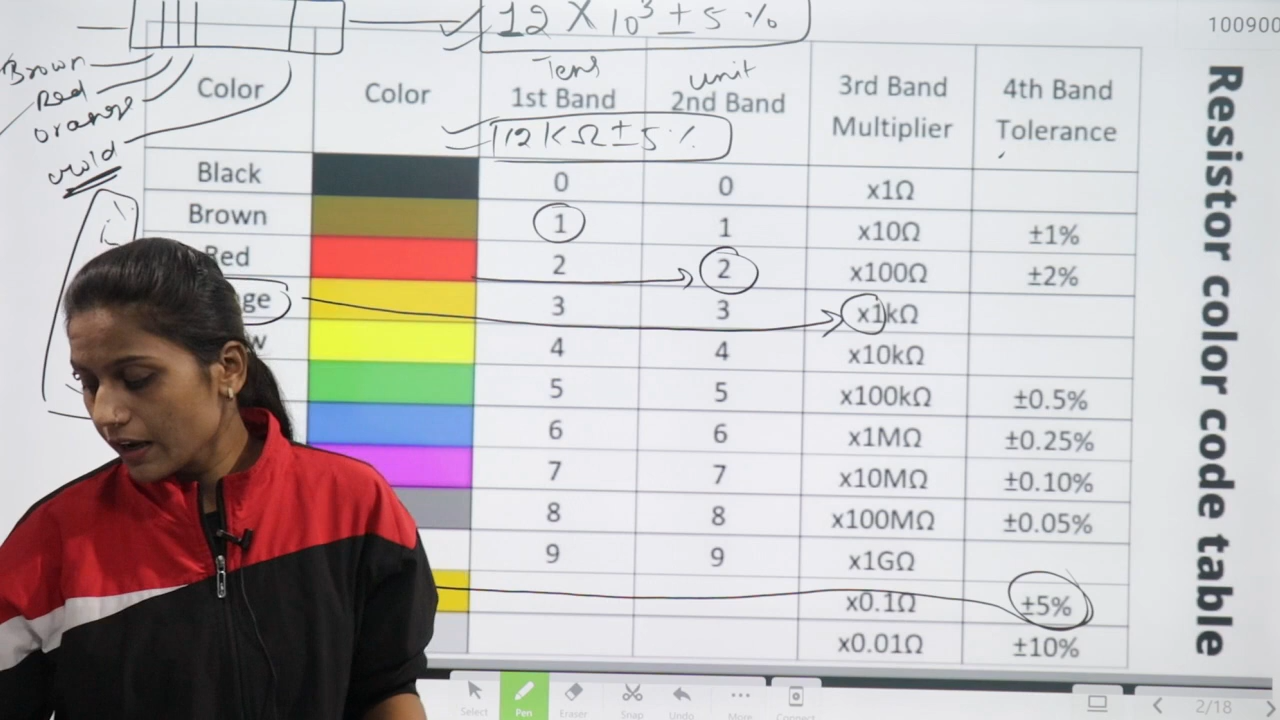 12 × 10³ ± 5 %
100900
Brown
Red
orange
Gold
Tens
unit
Color
Color
1st Band
2nd Band
3rd Band
Multiplier
4th Band
Tolerance
12 KΩ ± 5 %
Black 0 0 x1Ω
Brown 1 1 x10Ω ±1%
Red 2 2 x100Ω ±2%
ge 3 3 x1kΩ
w 4 4 x10kΩ
5 5 x100kΩ ±0.5%
6 6 x1MΩ ±0.25%
7 7 x10MΩ ±0.10%
8 8 x100MΩ ±0.05%
9 9 x1GΩ
x0.1Ω ±5%
x0.01Ω ±10%
Resistor color code table
Select Pen Eraser Snap Undo More Connect
2/18